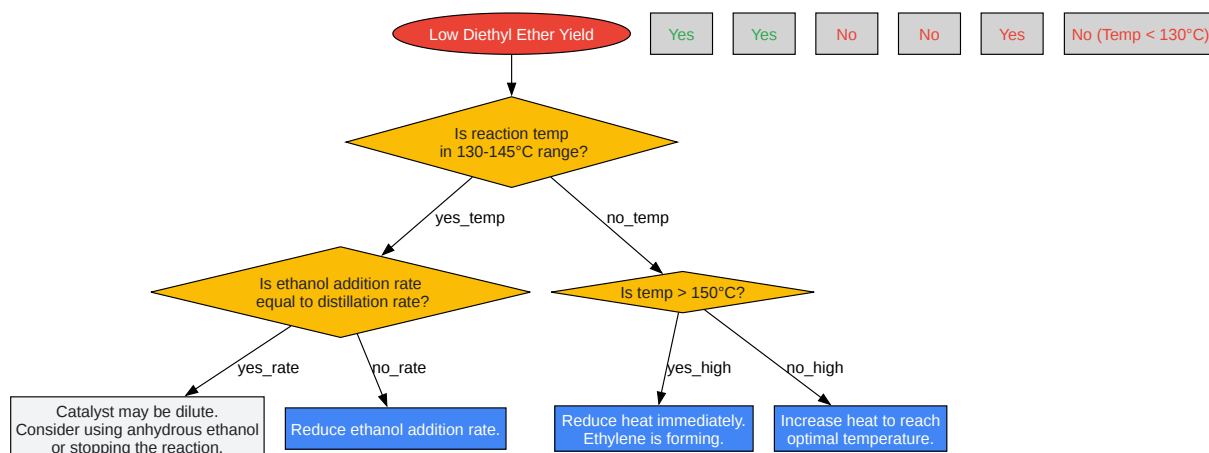 Low Diethyl Ether Yield
Yes
Yes
No
No
Yes
No (Temp < 130°C)
Is reaction temp
in 130-145°C range?
yes_temp
no_temp
Is ethanol addition rate
equal to distillation rate?
Is temp > 150°C?
yes_rate
no_rate
yes_high
no_high
Catalyst may be dilute.
Consider using anhydrous ethanol
or stopping the reaction.
Reduce ethanol addition rate.
Reduce heat immediately.
Ethylene is forming.
Increase heat to reach
optimal temperature.